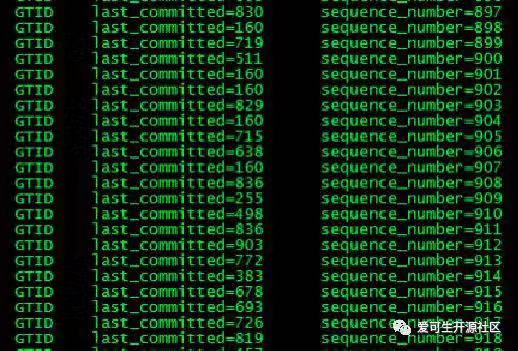 GTID last_committed=830 sequence_number=897
GTID last_committed=160 sequence_number=898
GTID last_committed=719 sequence_number=899
GTID last_committed=511 sequence_number=900
GTID last_committed=160 sequence_number=901
GTID last_committed=160 sequence_number=902
GTID last_committed=829 sequence_number=903
GTID last_committed=160 sequence_number=904
GTID last_committed=715 sequence_number=905
GTID last_committed=638 sequence_number=906
GTID last_committed=160 sequence_number=907
GTID last_committed=836 sequence_number=908
GTID last_committed=255 sequence_number=909
GTID last_committed=498 sequence_number=910
GTID last_committed=836 sequence_number=911
GTID last_committed=903 sequence_number=912
GTID last_committed=772 sequence_number=913
GTID last_committed=383 sequence_number=914
GTID last_committed=678 sequence_number=915
GTID last_committed=693 sequence_number=916
GTID last_committed=726
爱可生开源社区
GTID last_committed=819 sequence_number=918